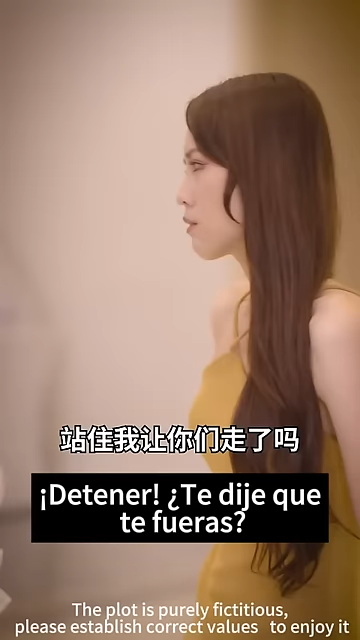 站住我让你们走了吗
¡Detener! ¿Te dije que
te fueras?
The plot is purely fictitious,
please establish correct values to enjoy it